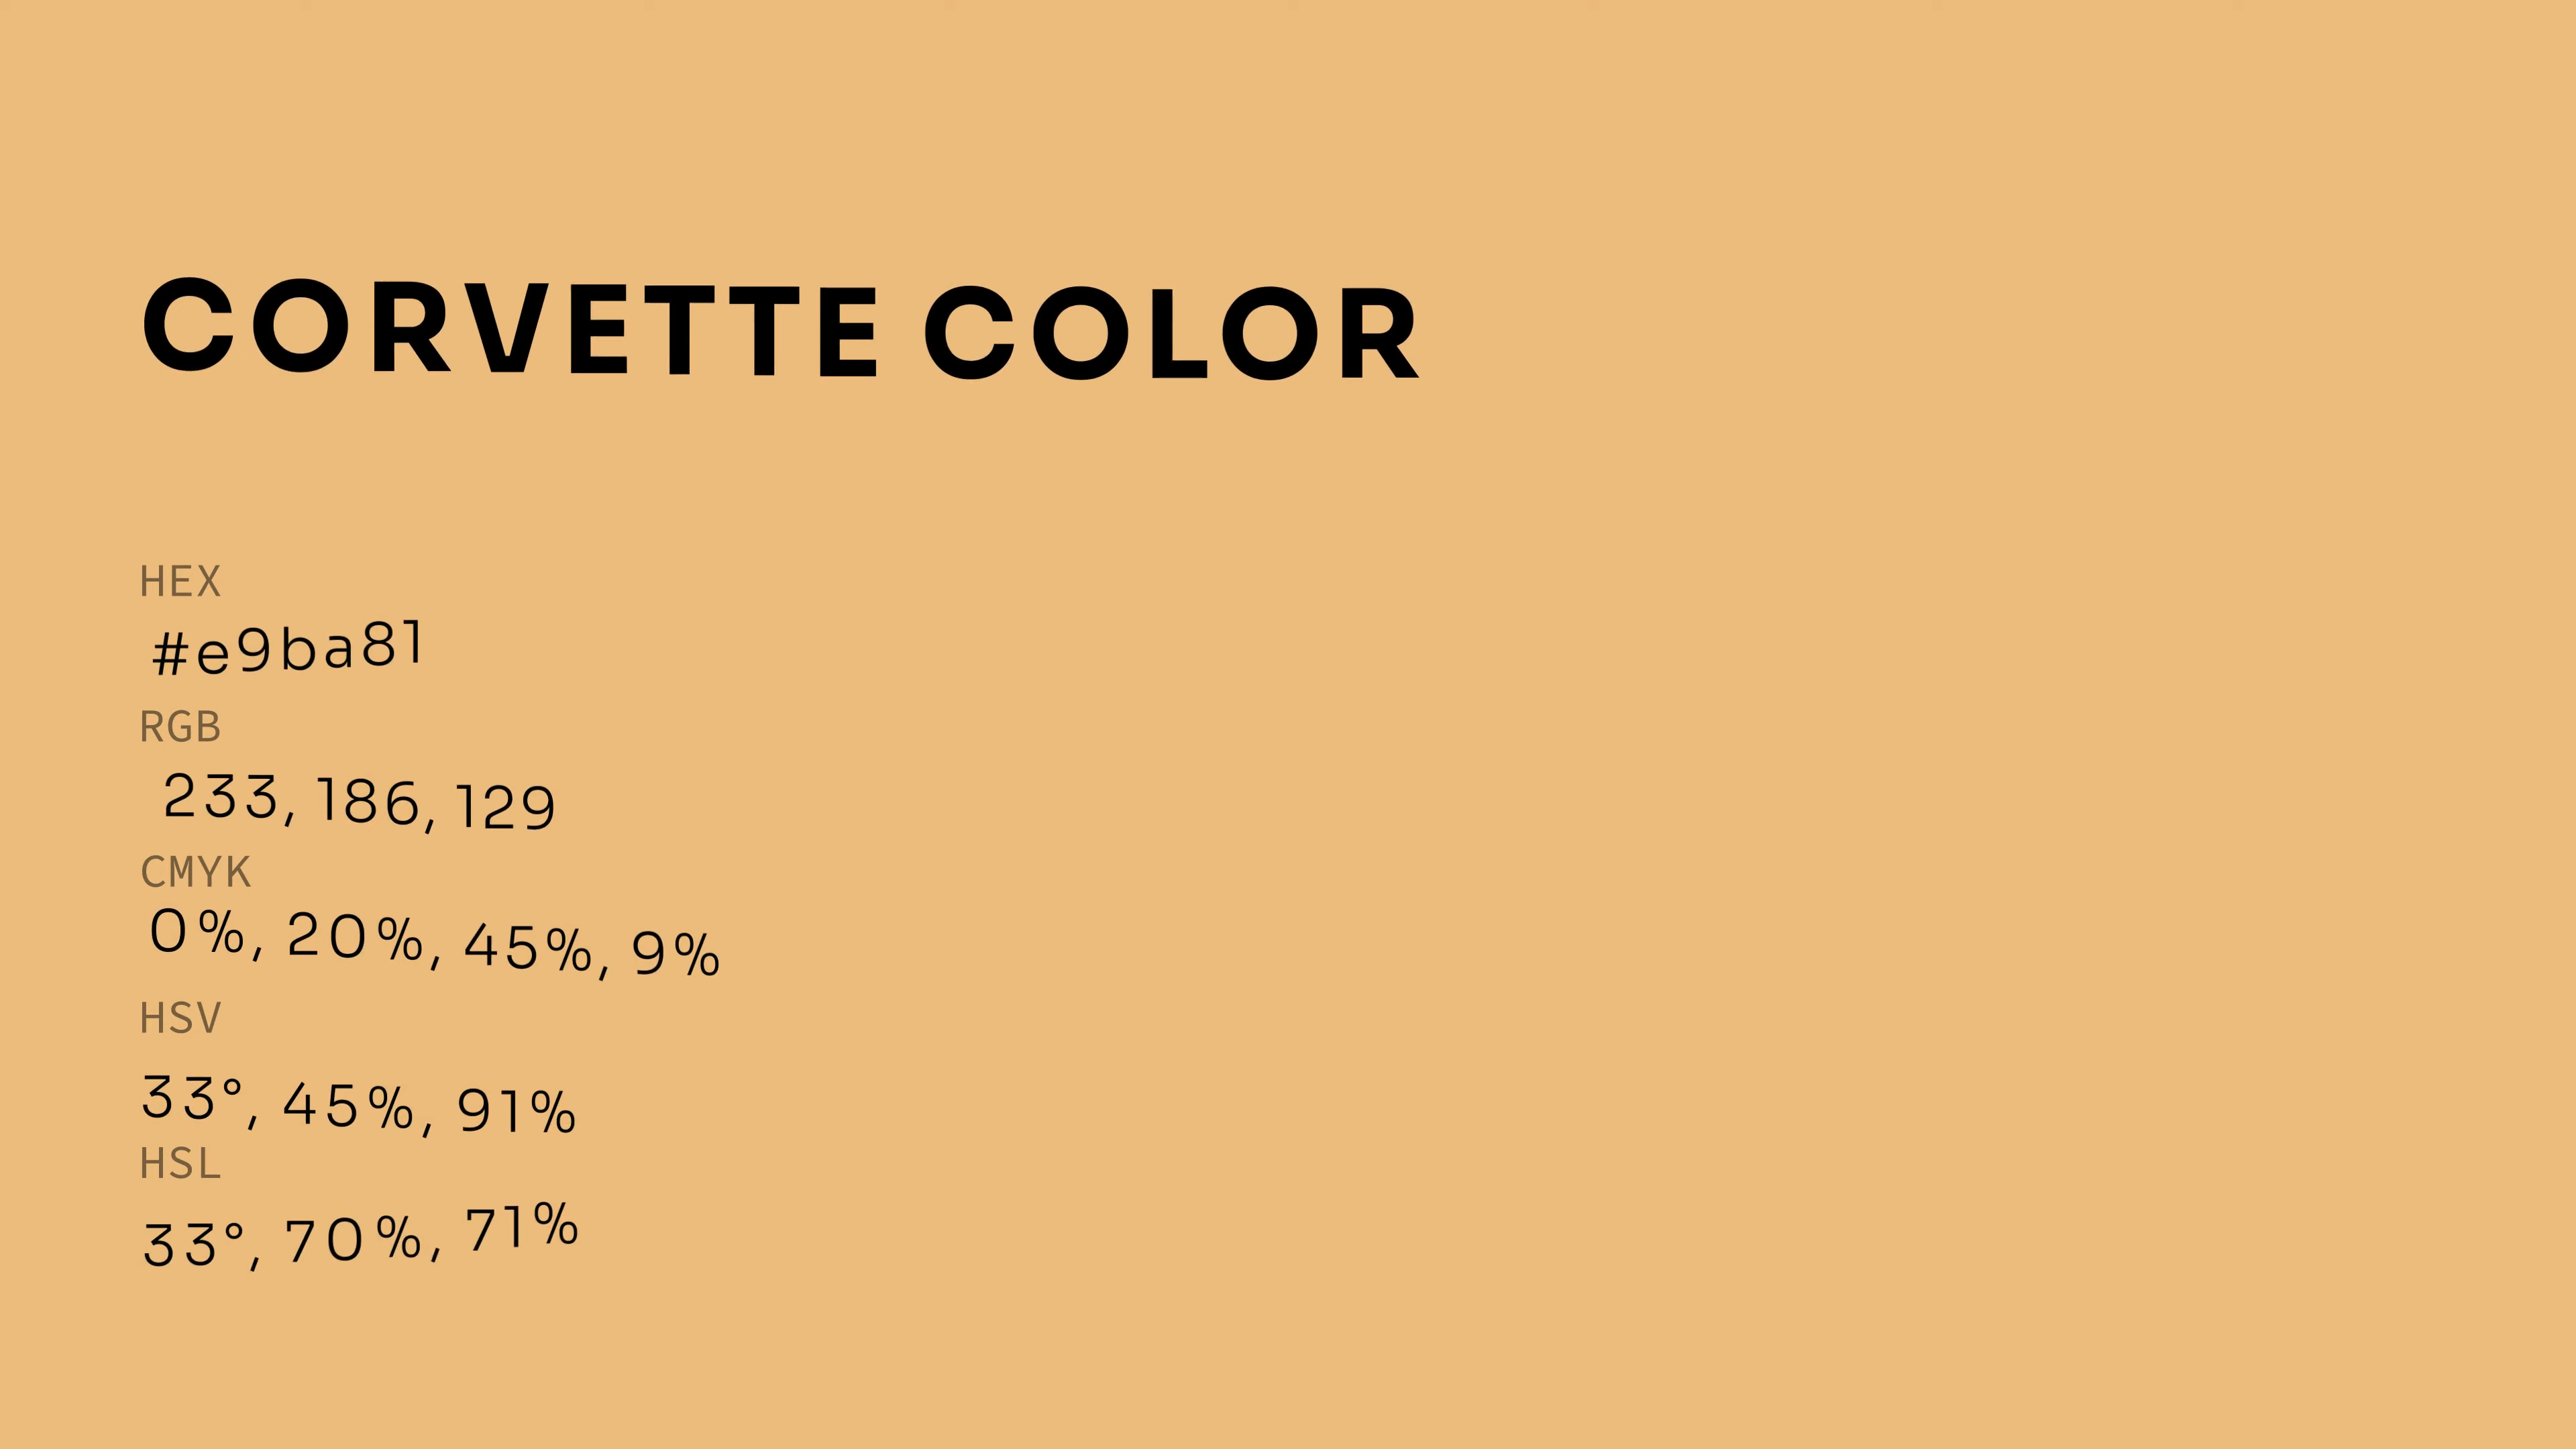 CORVETTE COLOR
HEX
#e9ba81
RGB
233, 186, 129
CMYK
0%, 20%, 45%, 9%
HSV
33°, 45%, 91%
HSL
33°, 70%, 71%